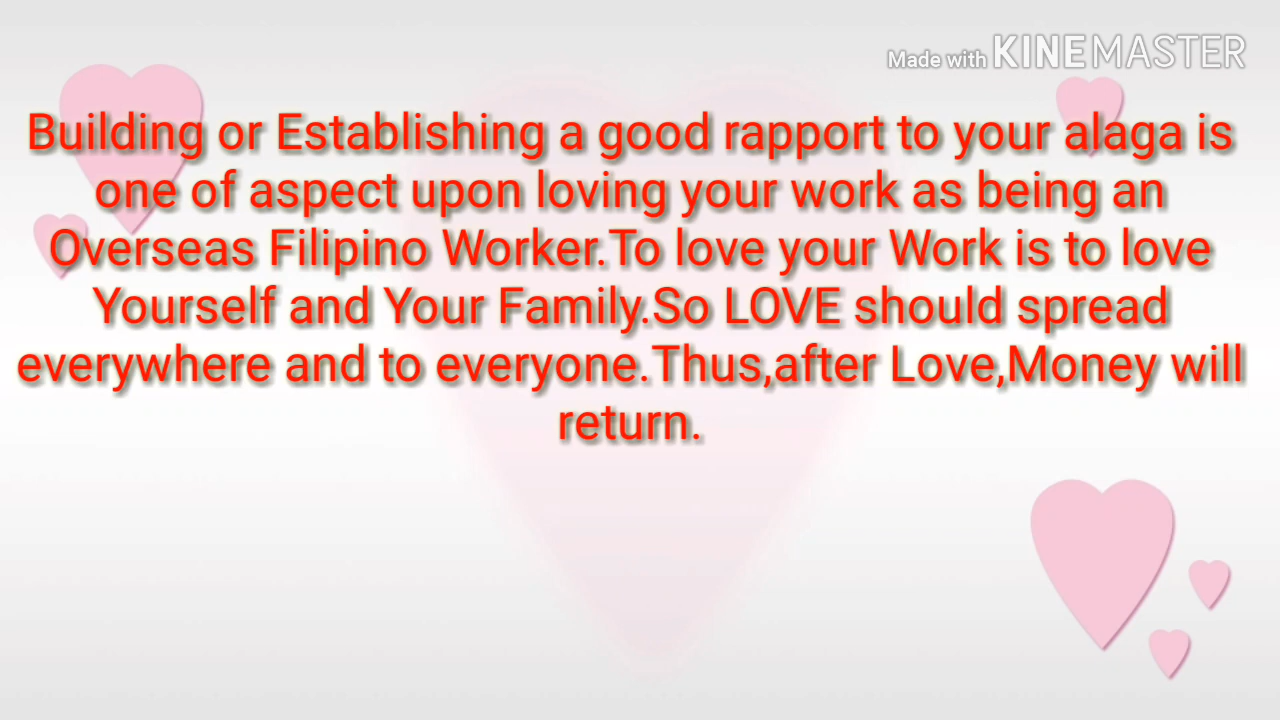 Made with KINEMASTER
Building or Establishing a good rapport to your alaga is
one of aspect upon loving your work as being an
Overseas Filipino Worker.To love your Work is to love
Yourself and Your Family.So LOVE should spread
everywhere and to everyone.Thus,after Love,Money will
return.